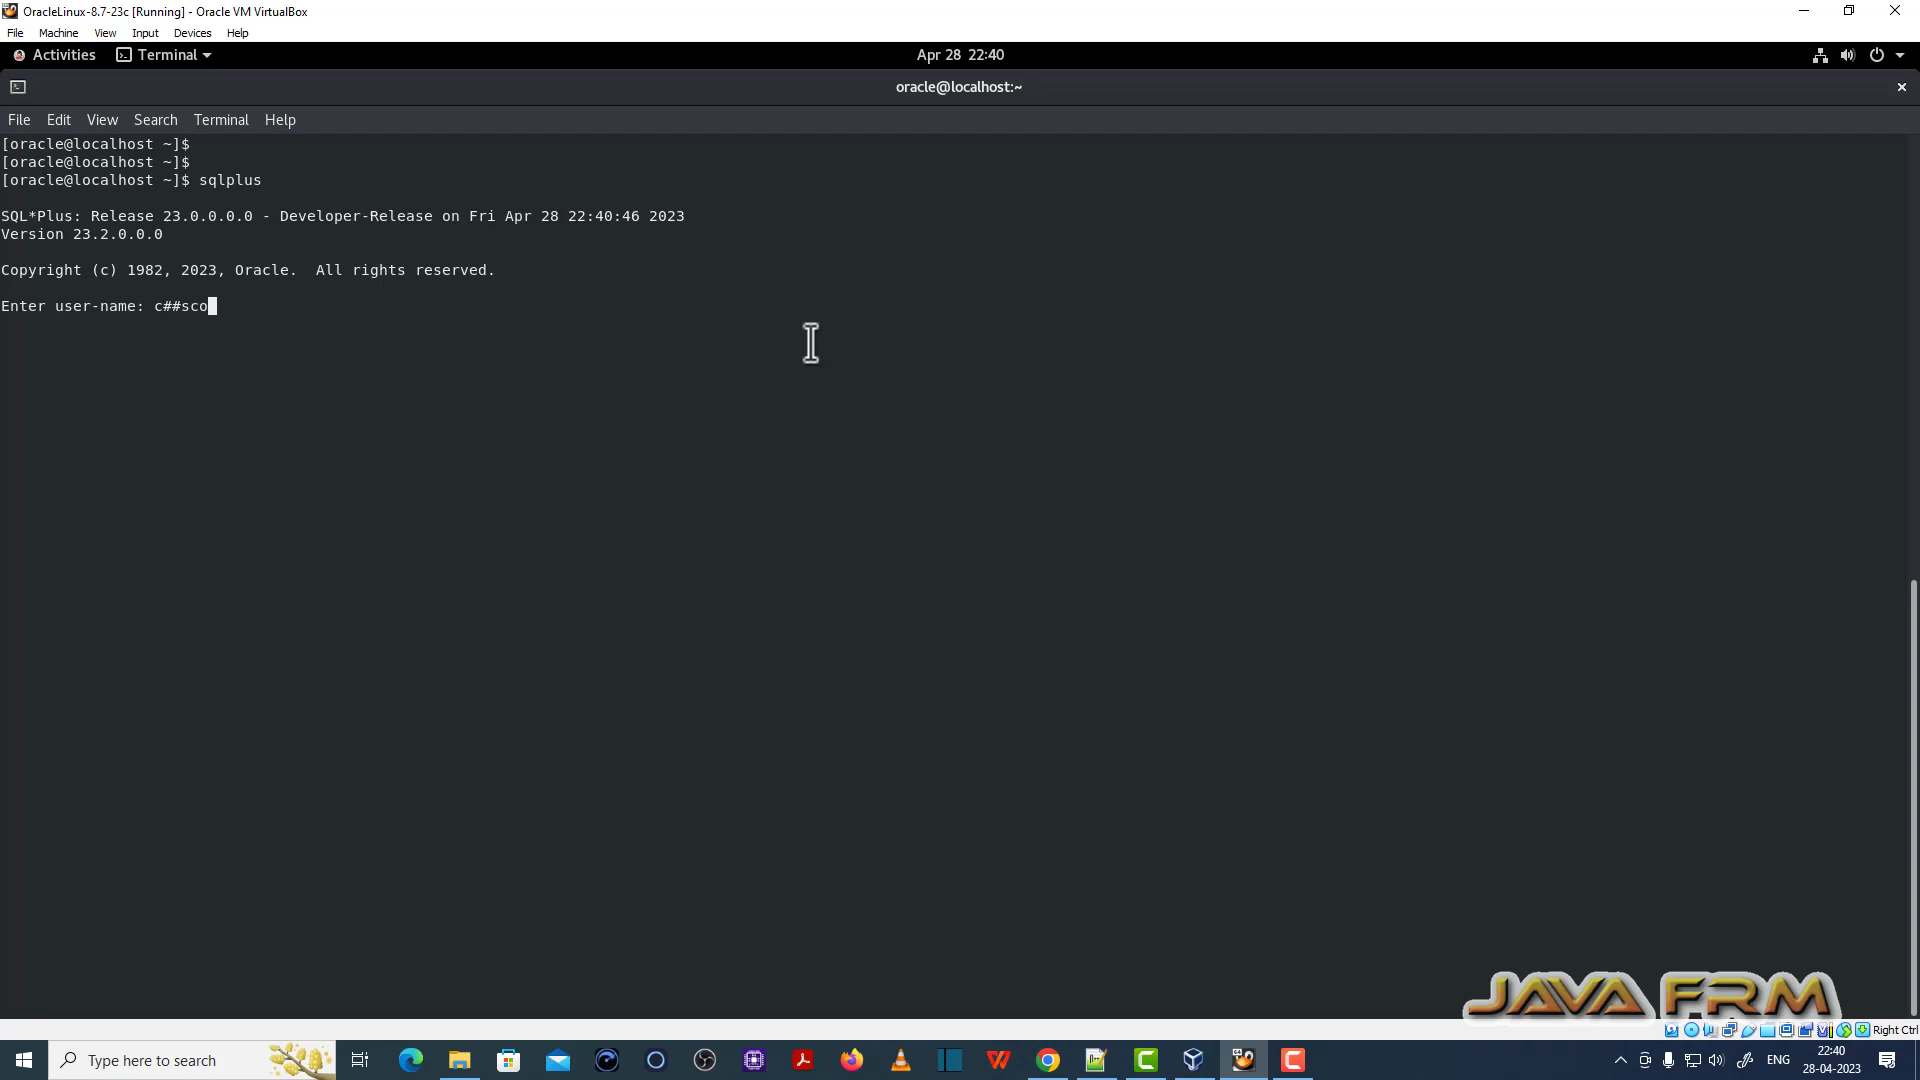 OracleLinux-8.7-23c [Running] - Oracle VM VirtualBox
File Machine View Input Devices Help
Activities Terminal Apr 28 22:40
oracle@localhost:~
File Edit View Search Terminal Help
[oracle@localhost ~]$
[oracle@localhost ~]$
[oracle@localhost ~]$ sqlplus
SQL*Plus: Release 23.0.0.0.0 - Developer-Release on Fri Apr 28 22:40:46 2023
Version 23.2.0.0.0
Copyright (c) 1982, 2023, Oracle.  All rights reserved.
Enter user-name: c##sco
JAVA FRM
Right Ctrl
Type here to search
ENG
22:40
28-04-2023